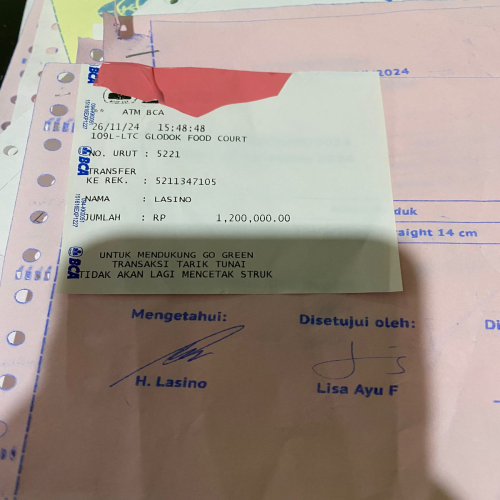 2024
ATM BCA
26/11/24 15:48:48
109L-LTC GLODOK FOOD COURT
NO. URUT : 5221
TRANSFER
KE REK. : 5211347105
NAMA : LASINO
JUMLAH : RP 1,200,000.00
UNTUK MENDUKUNG GO GREEN
TRANSAKSI TARIK TUNAI
TIDAK AKAN LAGI MENCETAK STRUK
BCA
BCA
BCA
duk
aight 14 cm
Mengetahui:
Disetujui oleh:
Di
H. Lasino
Lisa Ayu F